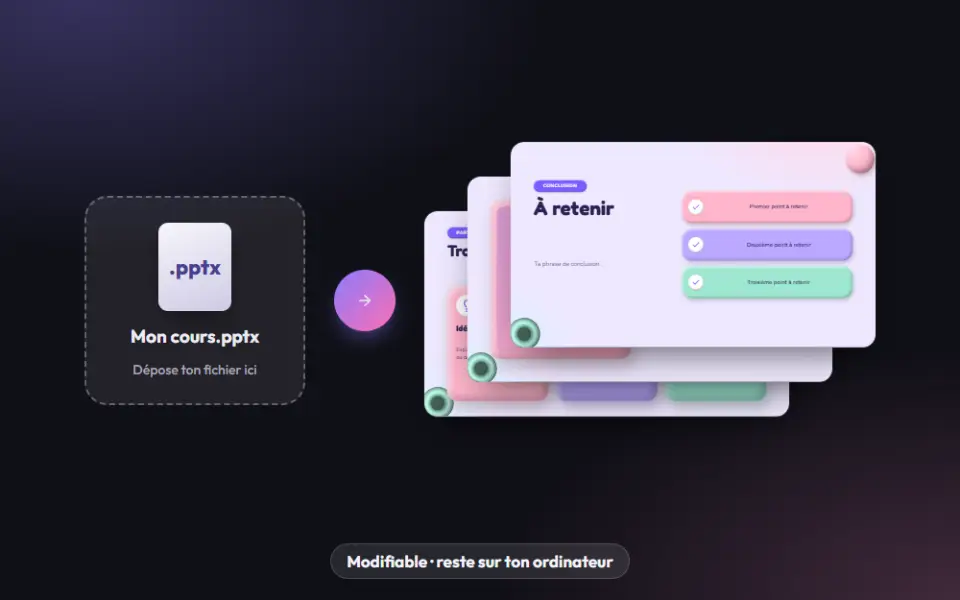 .pptx
Mon cours.pptx
Dépose ton fichier ici
CONCLUSION
À retenir
Ta phrase de conclusion
Premier point à retenir
Deuxième point à retenir
Troisième point à retenir
Modifiable · reste sur ton ordinateur